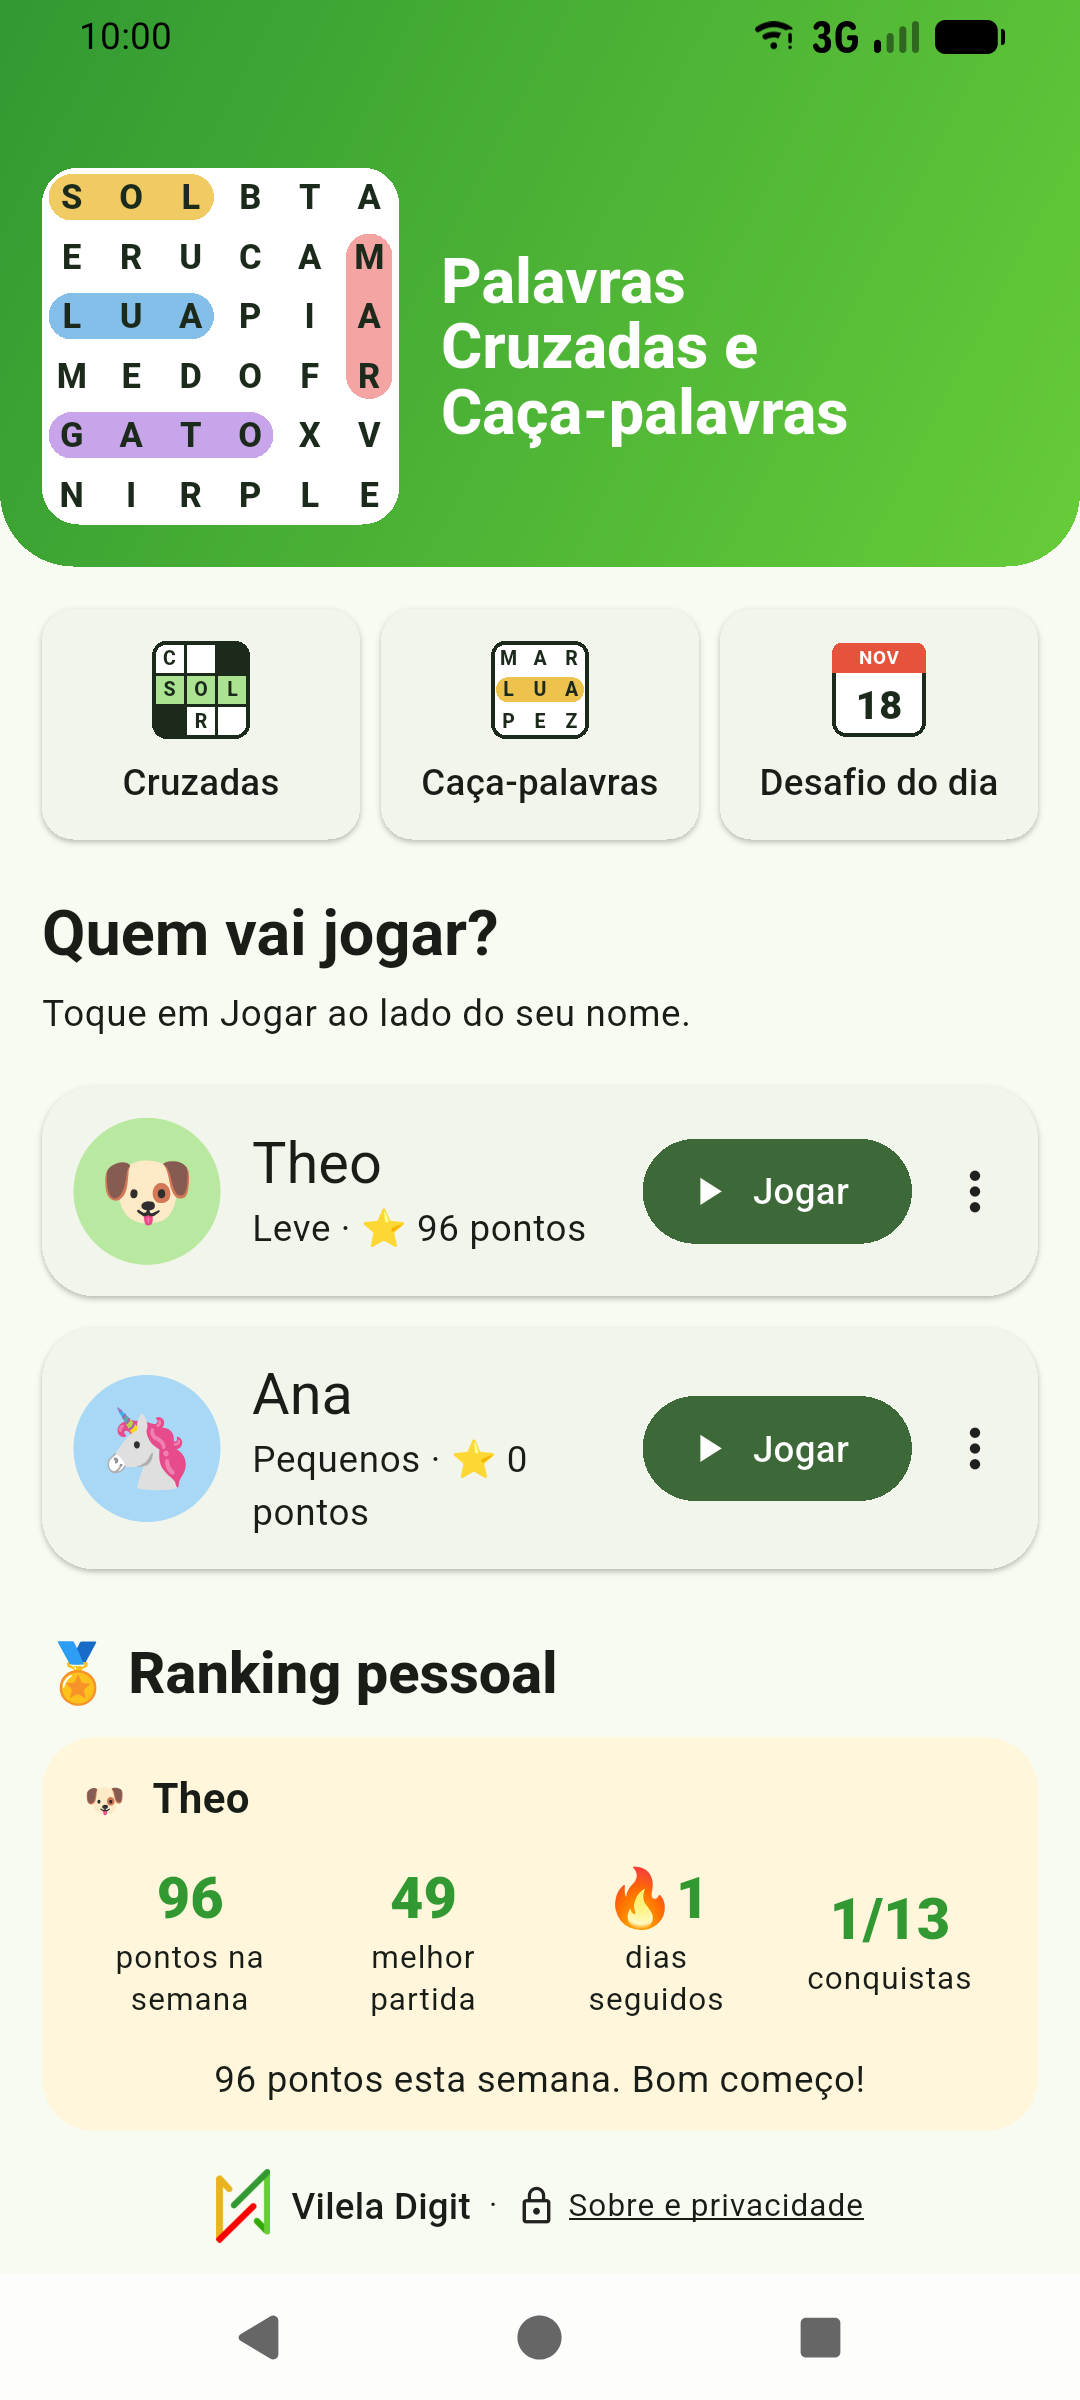 10:00 3G
S O L B T A
E R U C A M
L U A P I A
M E D O F R
G A T O X V
N I R P L E
Palavras
Cruzadas e
Caça-palavras
C
S O L
R
Cruzadas
M A R
L U A
P E Z
Caça-palavras
NOV
18
Desafio do dia
Quem vai jogar?
Toque em Jogar ao lado do seu nome.
Theo
Leve · ⭐ 96 pontos
Jogar
Ana
Pequenos · ⭐ 0
pontos
Jogar
Ranking pessoal
Theo
96
pontos na
semana
49
melhor
partida
🔥1
dias
seguidos
1/13
conquistas
96 pontos esta semana. Bom começo!
Vilela Digit · Sobre e privacidade